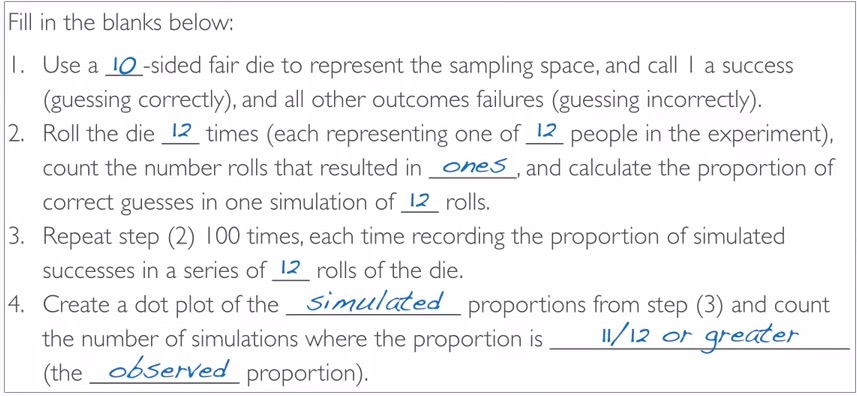 Fill in the blanks below:
1. Use a 10-sided fair die to represent the sampling space, and call 1 a success
(guessing correctly), and all other outcomes failures (guessing incorrectly).
2. Roll the die 12 times (each representing one of 12 people in the experiment),
count the number rolls that resulted in ones, and calculate the proportion of
correct guesses in one simulation of 12 rolls.
3. Repeat step (2) 100 times, each time recording the proportion of simulated
successes in a series of 12 rolls of the die.
4. Create a dot plot of the simulated proportions from step (3) and count
the number of simulations where the proportion is 11/12 or greater
(the observed proportion).